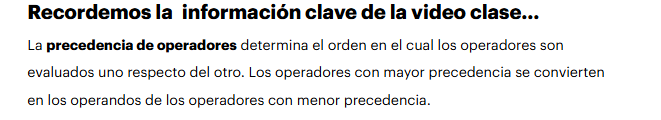 Recordemos la información clave de la video clase...
La precedencia de operadores determina el orden en el cual los operadores son
evaluados uno respecto del otro. Los operadores con mayor precedencia se convierten
en los operandos de los operadores con menor precedencia.